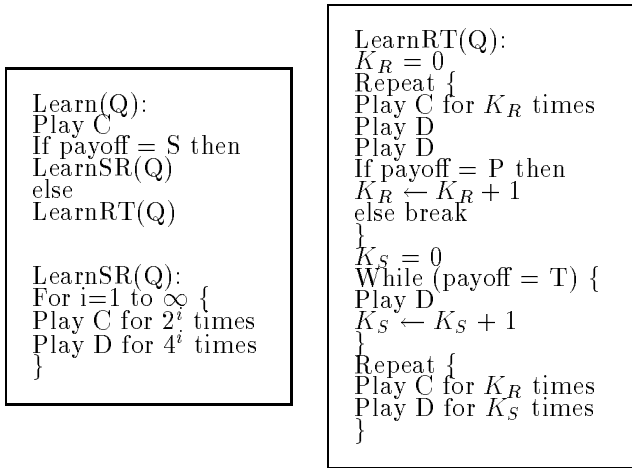 Learn(Q):
Play C
If payoff = S then
LearnSR(Q)
else
LearnRT(Q)
LearnSR(Q):
For i=1 to ∞ {
Play C for 2^i times
Play D for 4^i times
}
LearnRT(Q):
K_R = 0
Repeat {
Play C for K_R times
Play D
Play D
If payoff = P then
K_R ← K_R + 1
else break
}
K_S = 0
While (payoff = T) {
Play D
K_S ← K_S + 1
}
Repeat {
Play C for K_R times
Play D for K_S times
}